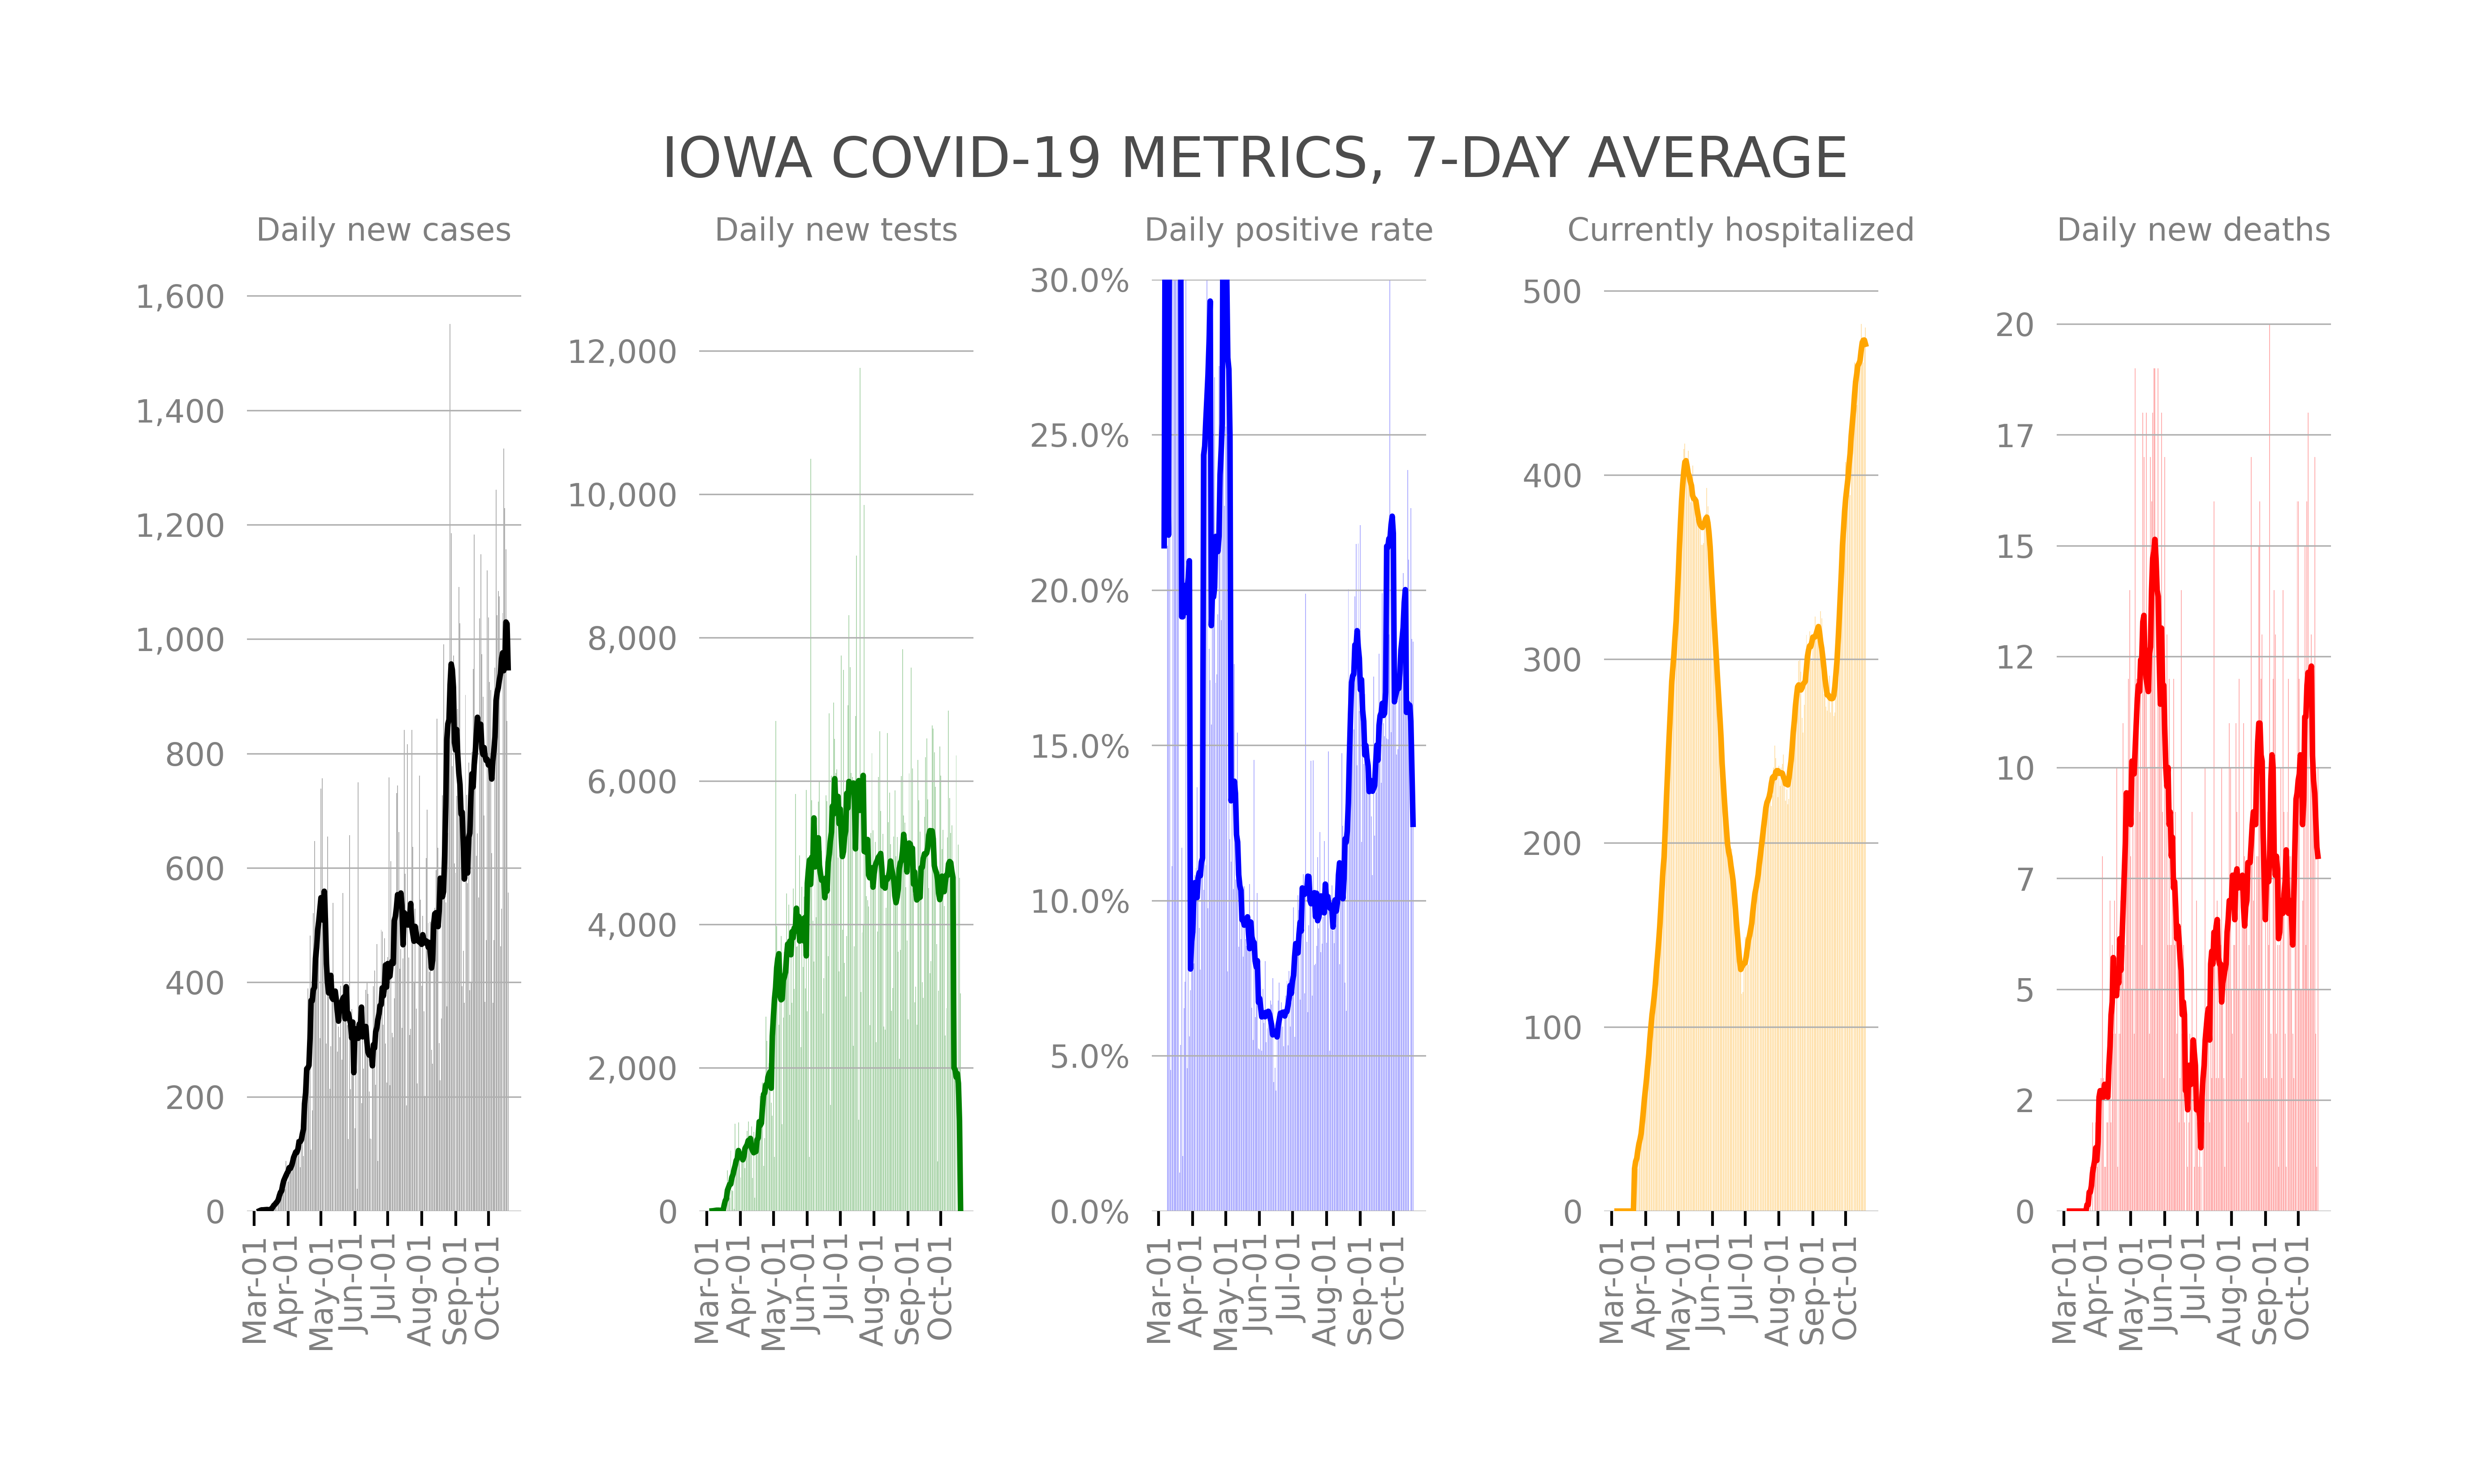 IOWA COVID-19 METRICS, 7-DAY AVERAGE
Daily new cases
1,600
1,400
1,200
1,000
800
600
400
200
0
Mar-01
Apr-01
May-01
Jun-01
Jul-01
Aug-01
Sep-01
Oct-01
Daily new tests
12,000
10,000
8,000
6,000
4,000
2,000
0
Mar-01
Apr-01
May-01
Jun-01
Jul-01
Aug-01
Sep-01
Oct-01
Daily positive rate
30.0%
25.0%
20.0%
15.0%
10.0%
5.0%
0.0%
Mar-01
Apr-01
May-01
Jun-01
Jul-01
Aug-01
Sep-01
Oct-01
Currently hospitalized
500
400
300
200
100
0
Mar-01
Apr-01
May-01
Jun-01
Jul-01
Aug-01
Sep-01
Oct-01
Daily new deaths
20
17
15
12
10
7
5
2
0
Mar-01
Apr-01
May-01
Jun-01
Jul-01
Aug-01
Sep-01
Oct-01